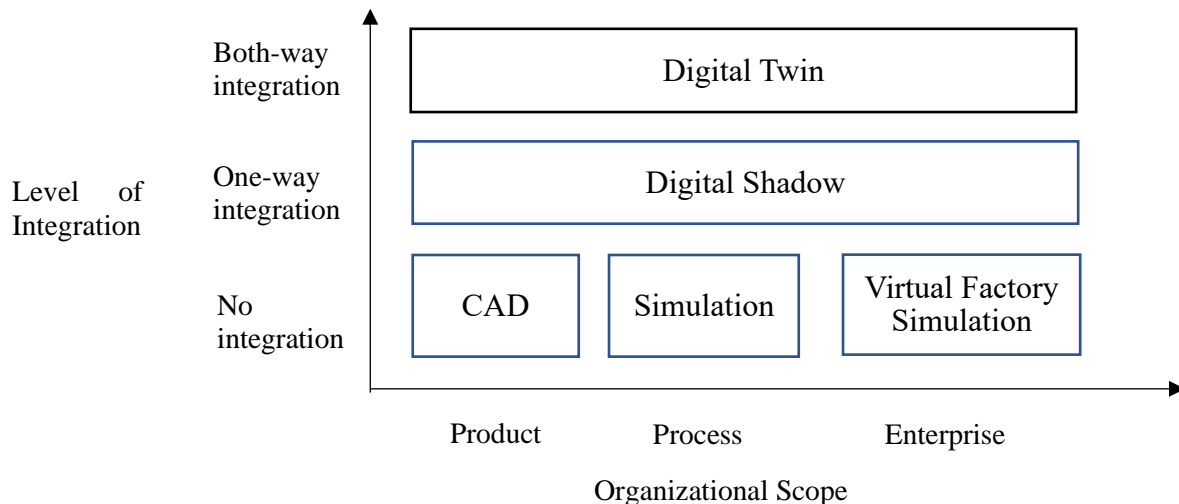 Both-way
integration
Digital Twin
Level of
Integration
One-way
integration
Digital Shadow
No
integration
CAD
Simulation
Virtual Factory
Simulation
Product
Process
Enterprise
Organizational Scope